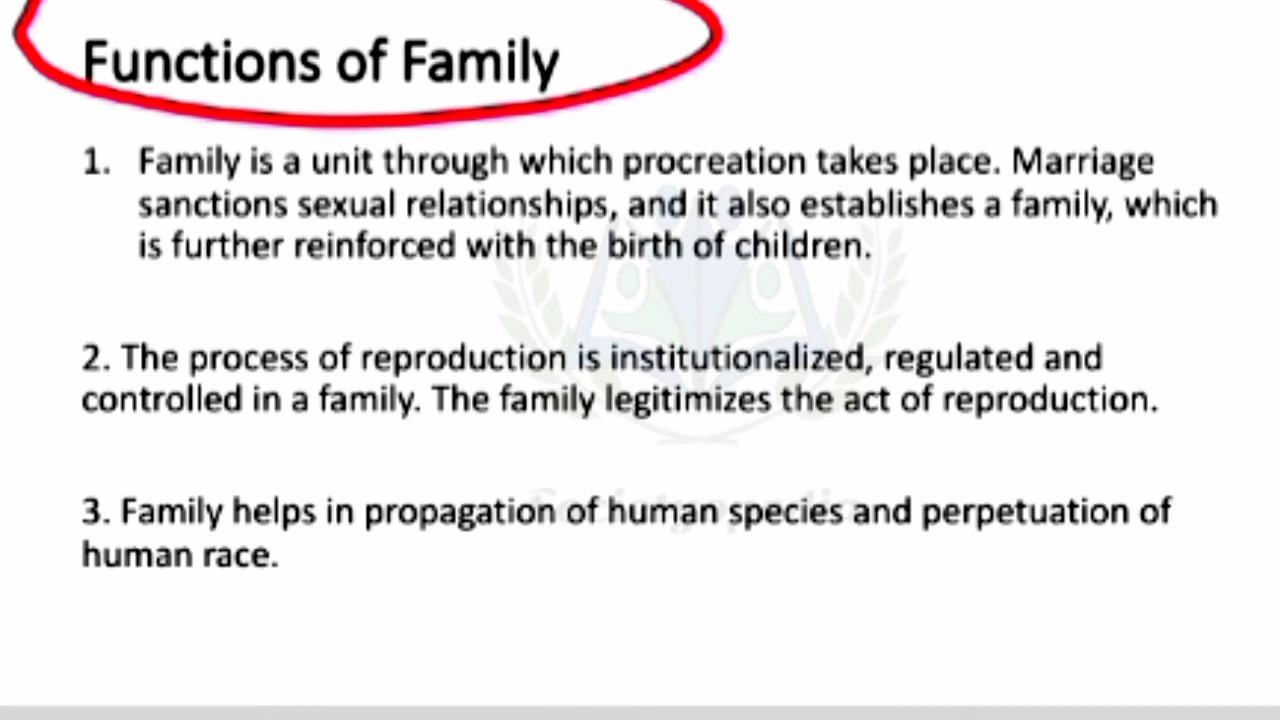 Functions of Family
1. Family is a unit through which procreation takes place. Marriage
sanctions sexual relationships, and it also establishes a family, which
is further reinforced with the birth of children.
2. The process of reproduction is institutionalized, regulated and
controlled in a family. The family legitimizes the act of reproduction.
3. Family helps in propagation of human species and perpetuation of
human race.